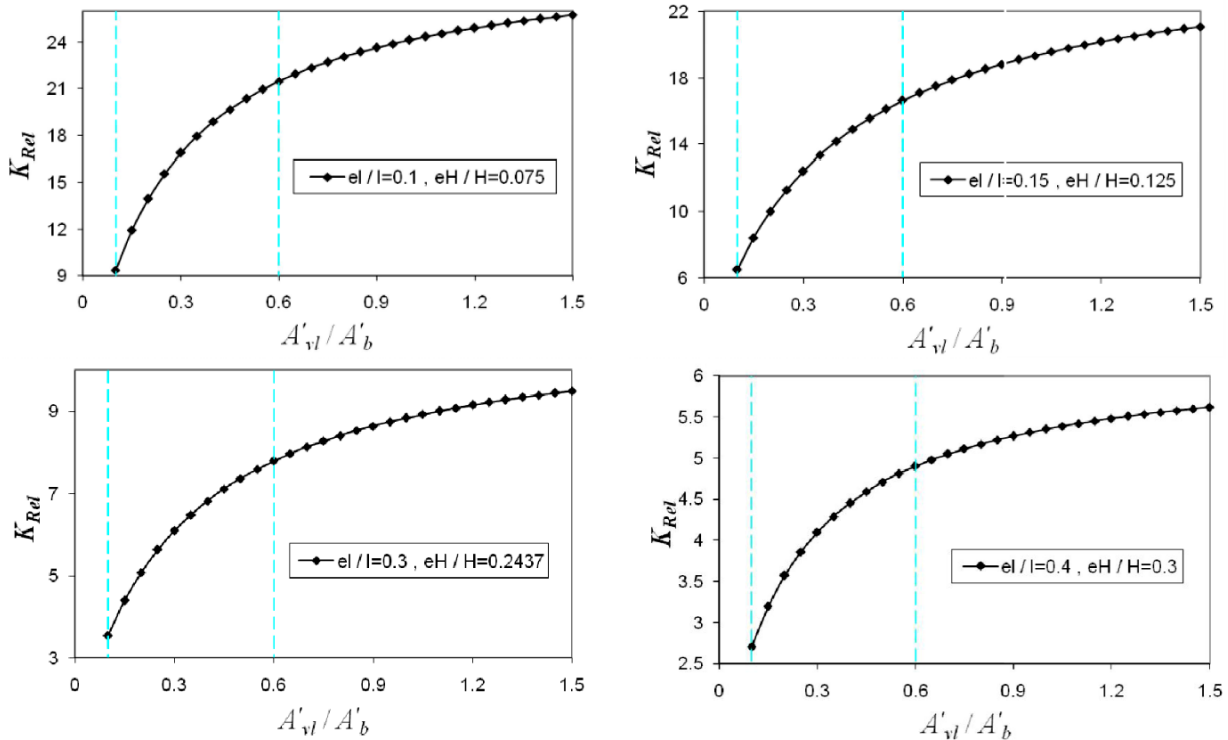 26
24
21
18
15
12
9
K_Rel
el / l=0.1 , eH / H=0.075
0 0.3 0.6 0.9 1.2 1.5
A'_vl / A'_b
22
18
14
10
6
K_Rel
el / l=0.15 , eH / H=0.125
0 0.3 0.6 0.9 1.2 1.5
A'_vl / A'_b
9
7
5
3
K_Rel
el / l=0.3 , eH / H=0.2437
0 0.3 0.6 0.9 1.2 1.5
A'_vl / A'_b
6
5.5
5
4.5
4
3.5
3
2.5
K_Rel
el / l=0.4 , eH / H=0.3
0 0.3 0.6 0.9 1.2 1.5
A'_vl / A'_b